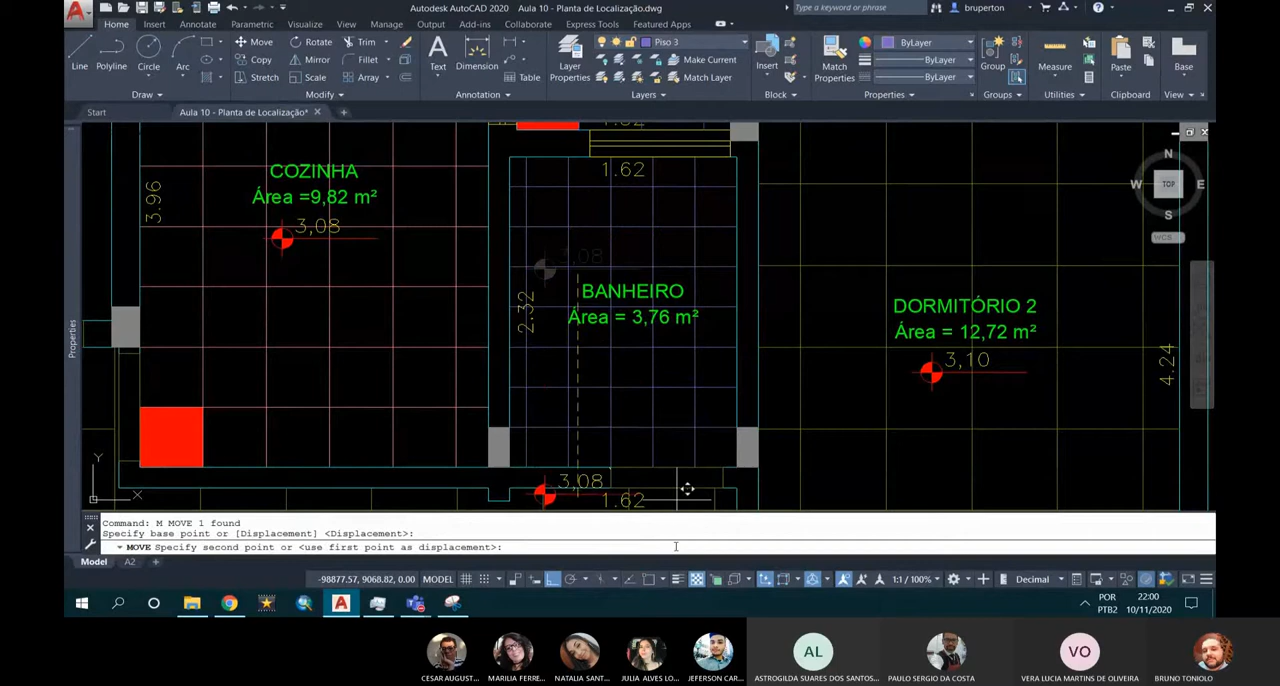 Autodesk AutoCAD 2020 Aula 10 - Planta de Localização.dwg
Type a keyword or phrase
bruperton
Home Insert Annotate Parametric View Manage Output Add-ins Collaborate Express Tools Featured Apps
Line Polyline Circle Arc
Move Rotate Trim
Copy Mirror Fillet
Stretch Scale Array
Text Dimension Table
Layer Properties
Piso 3
Make Current
Match Layer
Insert
Match Properties
ByLayer
ByLayer
ByLayer
Group Measure Paste Base
Draw Modify Annotation Layers Block Properties Groups Utilities Clipboard View
Start Aula 10 - Planta de Localização*
Properties
N
W TOP E
S
WCS
COZINHA
Área =9,82 m²
3,08
3.96
1.62
3,08
BANHEIRO
Área = 3,76 m²
2.32
3,08
1.62
DORMITÓRIO 2
Área = 12,72 m²
3,10
4.24
Y
X
Command: M MOVE 1 found
Specify base point or [Displacement] <Displacement>:
MOVE Specify second point or <use first point as displacement>:
Model A2
-98877.57, 9068.82, 0.00 MODEL 1:1 / 100% Decimal
POR
PTB2
22:00
10/11/2020
AL
VO
CESAR AUGUST... MARILIA FERRE... NATALIA SANT... JULIA ALVES LO... JEFERSON CAR... ASTROGILDA SUARES DOS SANTOS... PAULO SERGIO DA COSTA VERA LUCIA MARTINS DE OLIVEIRA BRUNO TONIOLO